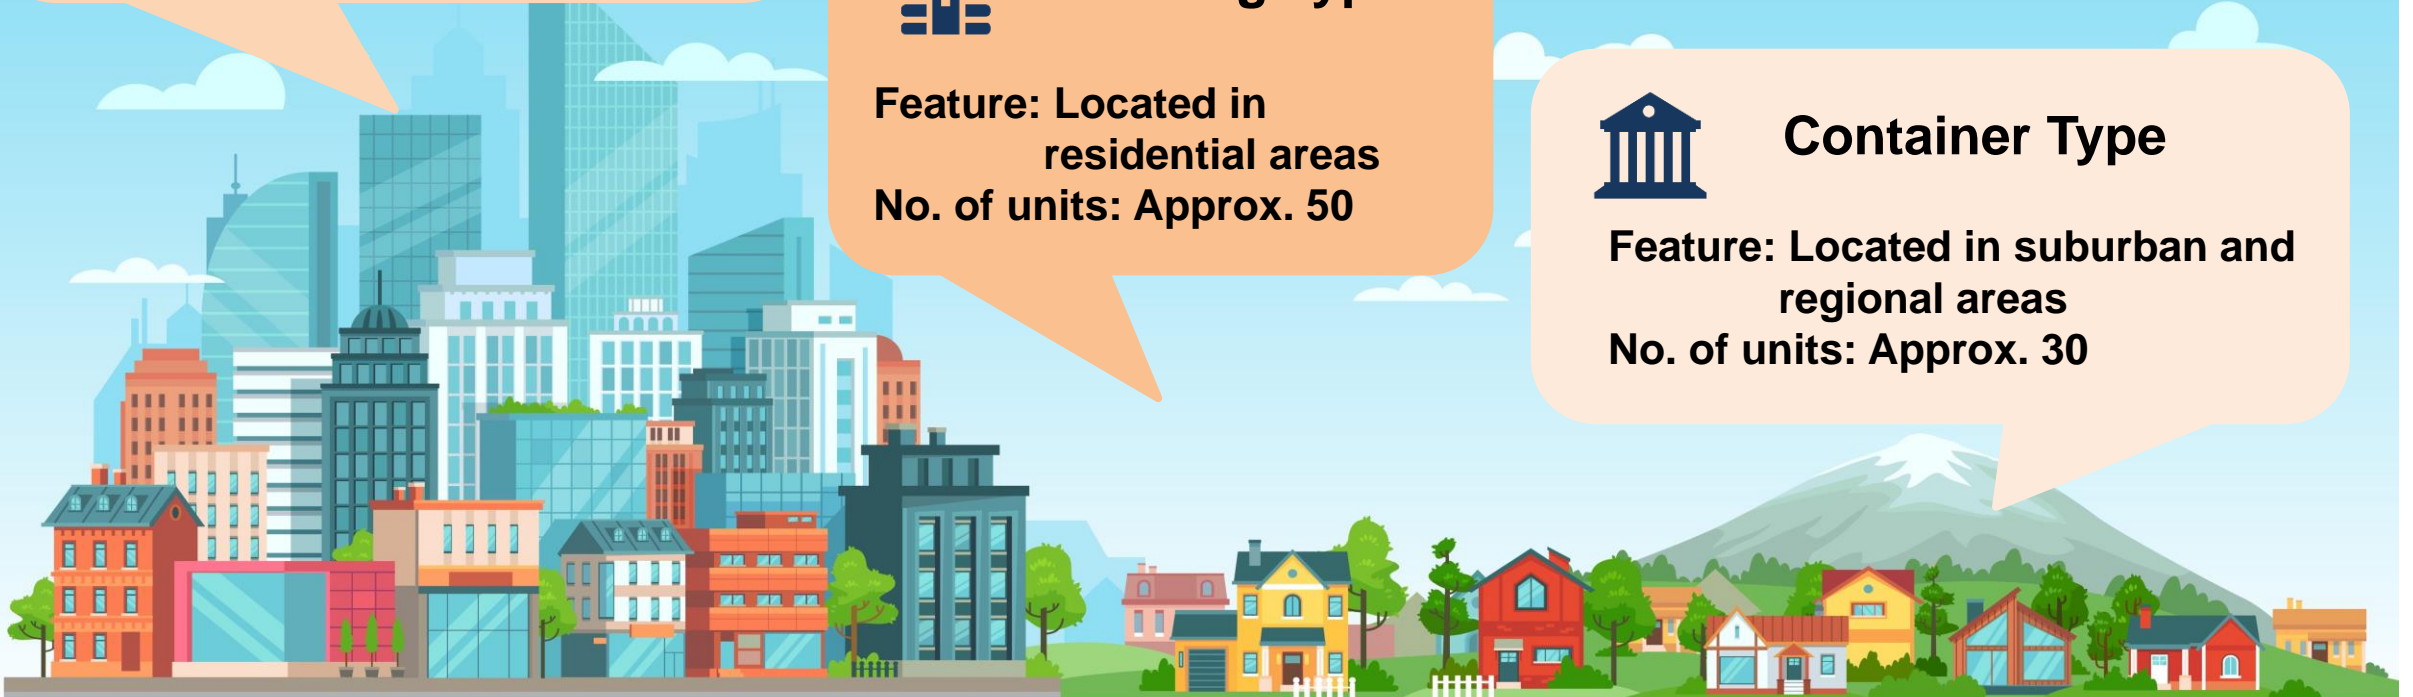 Feature: Located in
residential areas
No. of units: Approx. 50
Container Type
Feature: Located in suburban and
regional areas
No. of units: Approx. 30